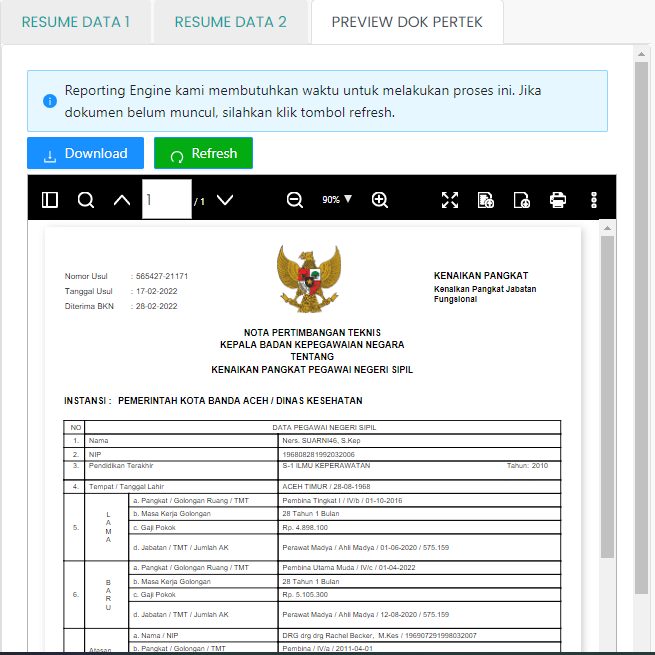 RESUME DATA 1 RESUME DATA 2 PREVIEW DOK PERTEK
Reporting Engine kami membutuhkan waktu untuk melakukan proses ini. Jika
dokumen belum muncul, silahkan klik tombol refresh.
Download Refresh
1 / 1 90%
Nomor Usul : 565427-21171
Tanggal Usul : 17-02-2022
Diterima BKN : 28-02-2022
KENAIKAN PANGKAT
Kenaikan Pangkat Jabatan
Fungsional
NOTA PERTIMBANGAN TEKNIS
KEPALA BADAN KEPEGAWAIAN NEGARA
TENTANG
KENAIKAN PANGKAT PEGAWAI NEGERI SIPIL
INSTANSI : PEMERINTAH KOTA BANDA ACEH / DINAS KESEHATAN
NO DATA PEGAWAI NEGERI SIPIL
1. Nama Ners. SUARNI46, S.Kep
2. NIP 196808281992032006
3. Pendidikan Terakhir S-1 ILMU KEPERAWATAN Tahun: 2010
4. Tempat / Tanggal Lahir ACEH TIMUR / 28-08-1968
5. LAMA a. Pangkat / Golongan Ruang / TMT Pembina Tingkat I / IV/b / 01-10-2016
b. Masa Kerja Golongan 28 Tahun 1 Bulan
c. Gaji Pokok Rp. 4.898.100
d. Jabatan / TMT / Jumlah AK Perawat Madya / Ahli Madya / 01-06-2020 / 575.159
6. BARU a. Pangkat / Golongan Ruang / TMT Pembina Utama Muda / IV/c / 01-04-2022
b. Masa Kerja Golongan 28 Tahun 1 Bulan
c. Gaji Pokok Rp. 5.105.300
d. Jabatan / TMT / Jumlah AK Perawat Madya / Ahli Madya / 12-08-2020 / 575.159
a. Nama / NIP DRG drg drg Rachel Becker, M.Kes / 196907291998032007
Atasan b. Pangkat / Golongan / TMT Pembina / IV/a / 2011-04-01